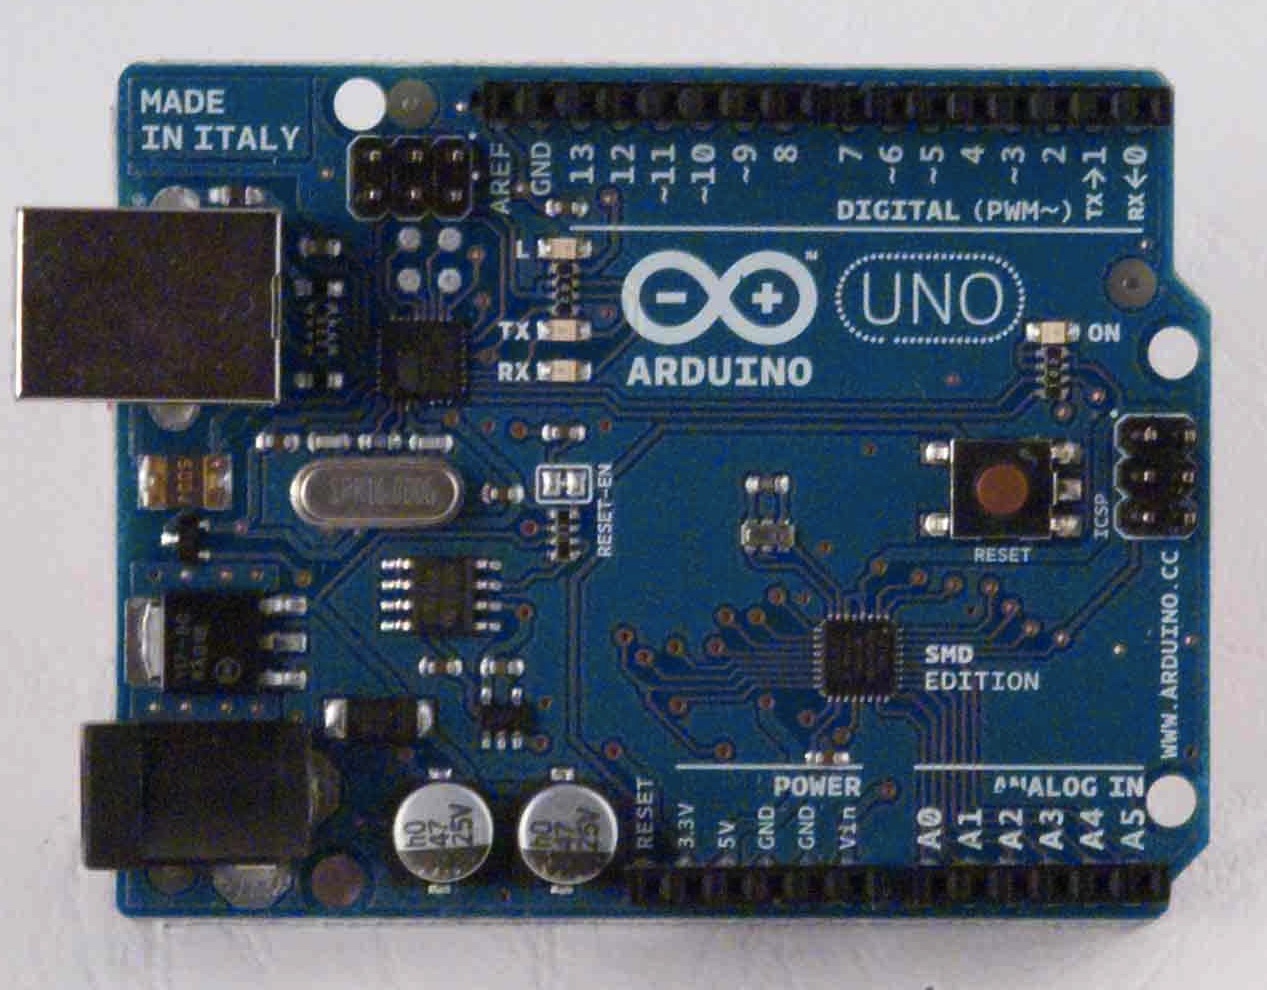 MADE
IN ITALY
AREF
GND
13
12
~11
~10
~9
8
7
~6
~5
4
~3
2
TX→1
RX←0
DIGITAL (PWM~)
L
TX
RX
ARDUINO
UNO
ON
RESET-EN
RESET
ICSP
WWW.ARDUINO.CC
SMD
EDITION
POWER
ANALOG IN
RESET
3.3V
5V
GND
GND
Vin
A0
A1
A2
A3
A4
A5
47
25V
47
25V